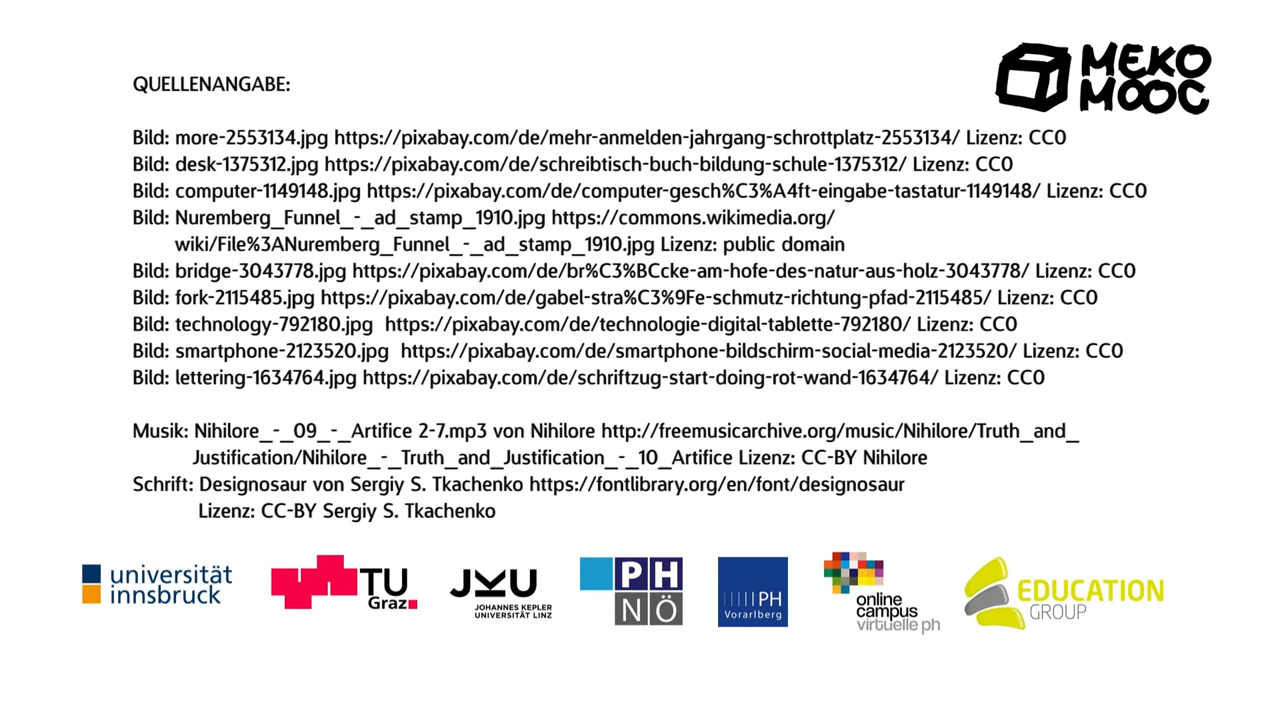 MEKO
MOOC
QUELLENANGABE:
Bild: more-2553134.jpg https://pixabay.com/de/mehr-anmelden-jahrgang-schrottplatz-2553134/ Lizenz: CC0
Bild: desk-1375312.jpg https://pixabay.com/de/schreibtisch-buch-bildung-schule-1375312/ Lizenz: CC0
Bild: computer-1149148.jpg https://pixabay.com/de/computer-gesch%C3%A4ft-eingabe-tastatur-1149148/ Lizenz: CC0
Bild: Nuremberg_Funnel_-_ad_stamp_1910.jpg https://commons.wikimedia.org/
wiki/File%3ANuremberg_Funnel_-_ad_stamp_1910.jpg Lizenz: public domain
Bild: bridge-3043778.jpg https://pixabay.com/de/br%C3%BCcke-am-hofe-des-natur-aus-holz-3043778/ Lizenz: CC0
Bild: fork-2115485.jpg https://pixabay.com/de/gabel-stra%C3%9Fe-schmutz-richtung-pfad-2115485/ Lizenz: CC0
Bild: technology-792180.jpg  https://pixabay.com/de/technologie-digital-tablette-792180/ Lizenz: CC0
Bild: smartphone-2123520.jpg  https://pixabay.com/de/smartphone-bildschirm-social-media-2123520/ Lizenz: CC0
Bild: lettering-1634764.jpg https://pixabay.com/de/schriftzug-start-doing-rot-wand-1634764/ Lizenz: CC0
Musik: Nihilore_-_09_-_Artifice 2-7.mp3 von Nihilore http://freemusicarchive.org/music/Nihilore/Truth_and_
Justification/Nihilore_-_Truth_and_Justification_-_10_Artifice Lizenz: CC-BY Nihilore
Schrift: Designosaur von Sergiy S. Tkachenko https://fontlibrary.org/en/font/designosaur
Lizenz: CC-BY Sergiy S. Tkachenko
universität
innsbruck
TU
Graz
JKU
JOHANNES KEPLER
UNIVERSITÄT LINZ
PH
NÖ
PH
Vorarlberg
online
campus
virtuelle ph
EDUCATION
GROUP